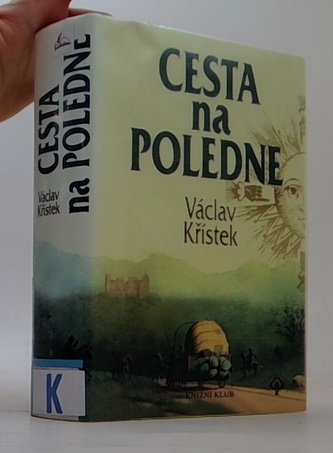 CESTA
na
POLEDNE
Václav
Křístek
KNIŽNÍ KLUB
CESTA
na POLEDNE
Václav
Křístek
K